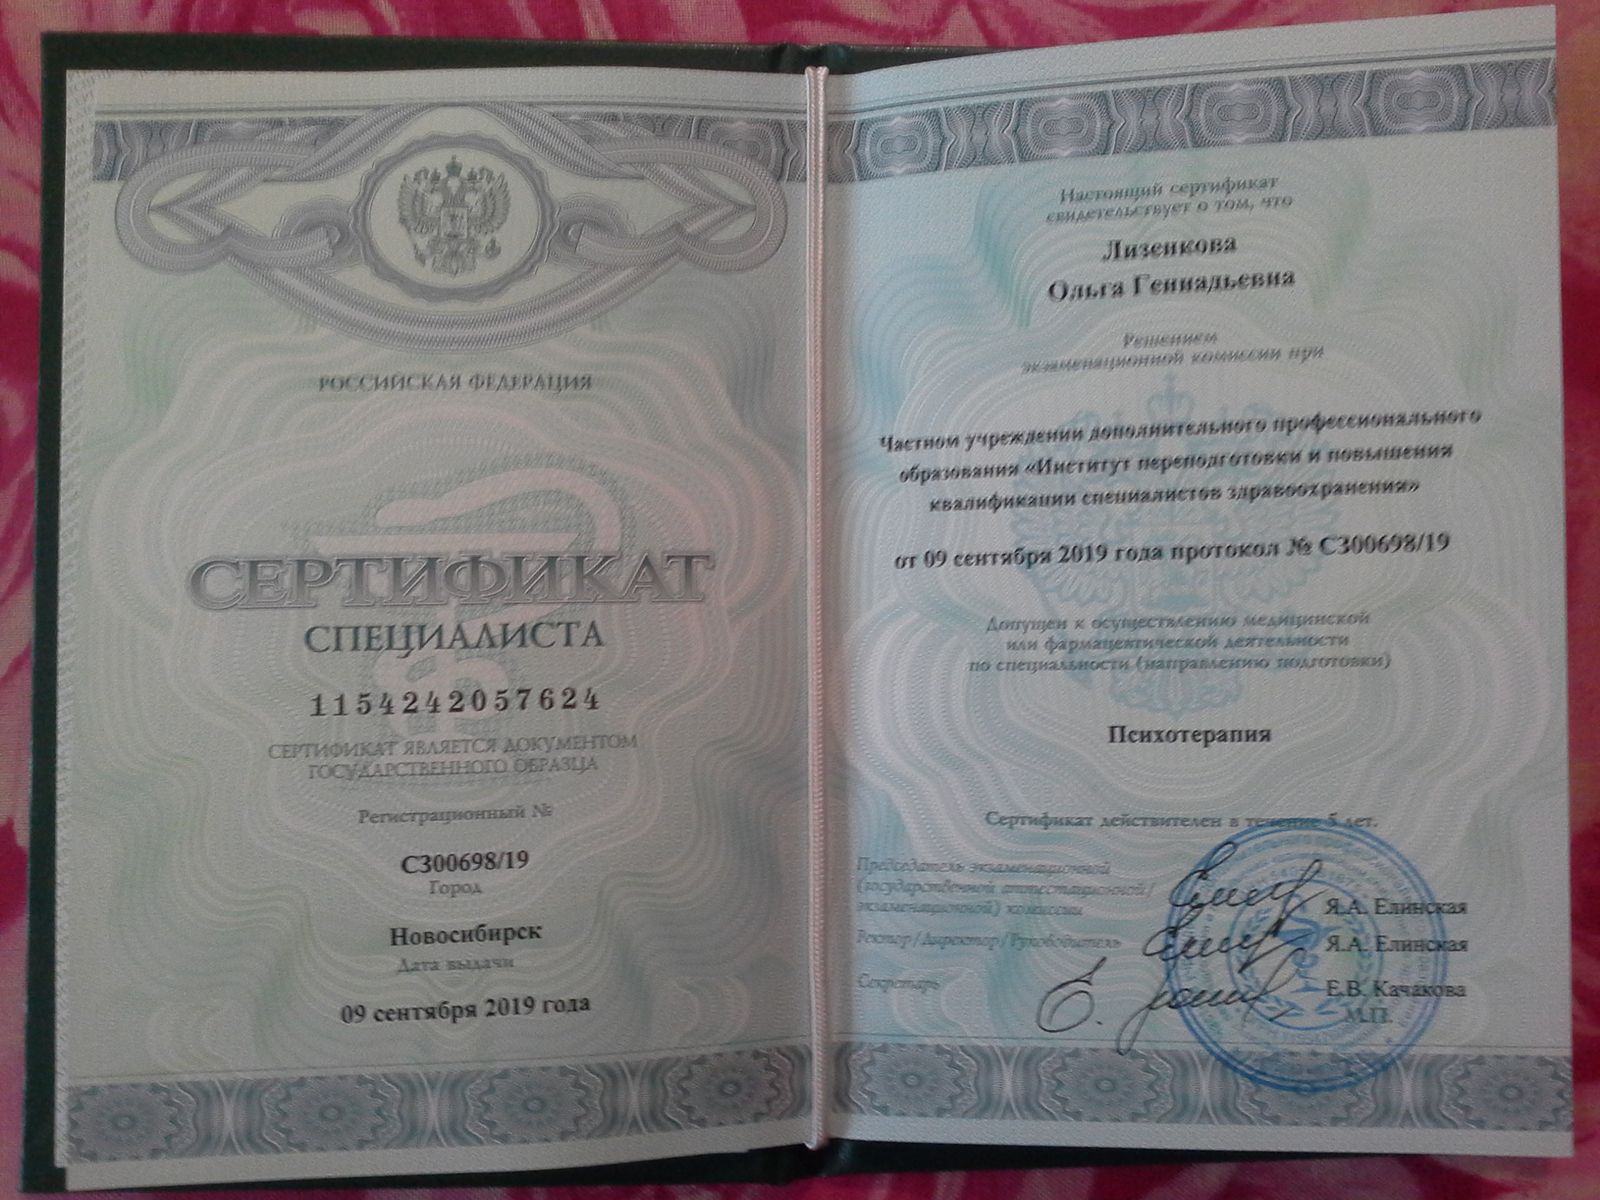 РОССИЙСКАЯ ФЕДЕРАЦИЯ
СЕРТИФИКАТ
СПЕЦИАЛИСТА
1154242057624
СЕРТИФИКАТ ЯВЛЯЕТСЯ ДОКУМЕНТОМ
ГОСУДАРСТВЕННОГО ОБРАЗЦА
Регистрационный №
С300698/19
Город
Новосибирск
Дата выдачи
09 сентября 2019 года
Настоящий сертификат
свидетельствует о том, что
Лизенкова
Ольга Геннадьевна
Решением
экзаменационной комиссии при
Частном учреждении дополнительного профессионального
образования «Институт переподготовки и повышения
квалификации специалистов здравоохранения»
от 09 сентября 2019 года протокол № С300698/19
Допущен к осуществлению медицинской
или фармацевтической деятельности
по специальности (направлению подготовки)
Психотерапия
Сертификат действителен в течение 5 лет.
Председатель экзаменационной
(государственной аттестационной/
экзаменационной) комиссии
Я.А. Елинская
Ректор/Директор/Руководитель
Я.А. Елинская
Секретарь
Е.В. Качакова
М.П.